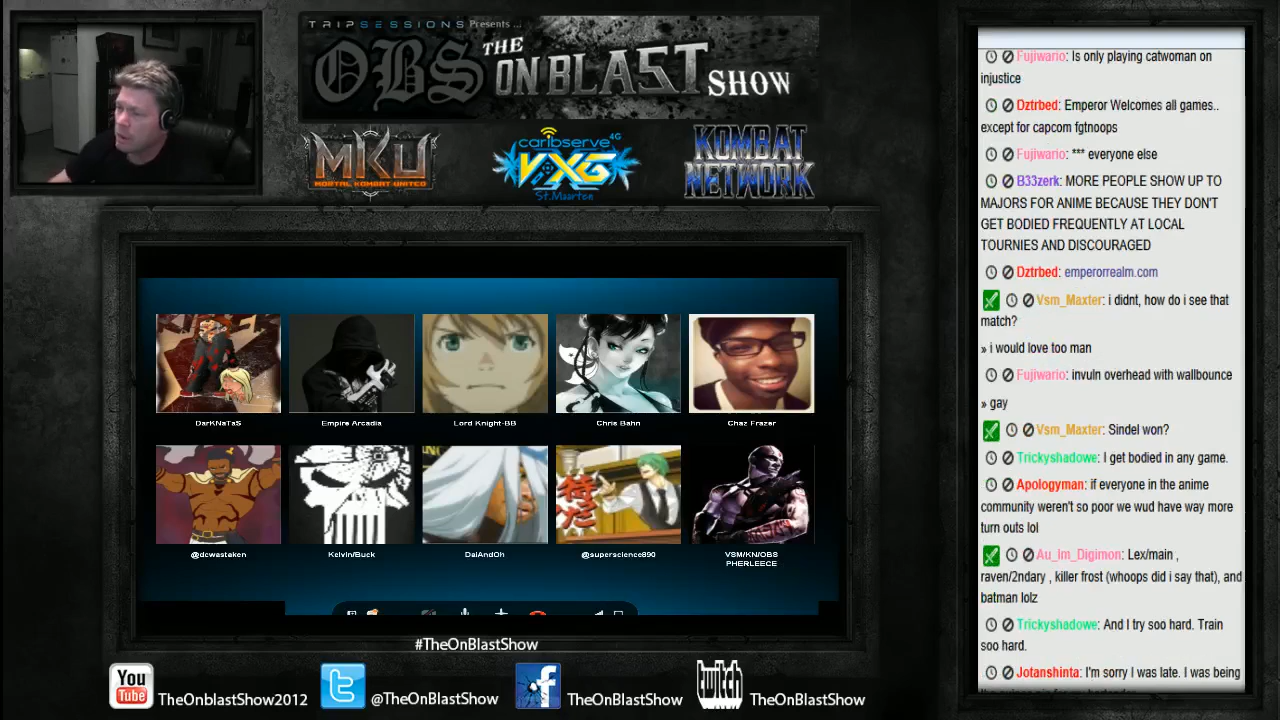 TRIPSESSIONS Presents ...
OBS THE ON BLAST SHOW
MKU
MORTAL KOMBAT UNITED
caribserve 4G
VXG
St.Maarten
KOMBAT
NETWORK
DarKNaTaS
Empire Arcadia
Lord Knight-BB
Chris Bahn
Chaz Frazer
@dcwastaken
Kelvin/Buck
DalAndOh
@superscience890
VSM/KN/OBS
PHERLEECE
#TheOnBlastShow
You
Tube
TheOnblastShow2012
@TheOnBlastShow
TheOnBlastShow
twitch
TheOnBlastShow
Fujiwario: Is only playing catwoman on
injustice
Dztrbed: Emperor Welcomes all games..
except for capcom fgtnoops
Fujiwario: *** everyone else
B33zerk: MORE PEOPLE SHOW UP TO
MAJORS FOR ANIME BECAUSE THEY DON'T
GET BODIED FREQUENTLY AT LOCAL
TOURNIES AND DISCOURAGED
Dztrbed: emperorrealm.com
Vsm_Maxter: i didnt, how do i see that
match?
» i would love too man
Fujiwario: invuln overhead with wallbounce
» gay
Vsm_Maxter: Sindel won?
Trickyshadowe: I get bodied in any game.
Apologyman: if everyone in the anime
community weren't so poor we wud have way more
turn outs lol
Au_Im_Digimon: Lex/main ,
raven/2ndary , killer frost (whoops did i say that), and
batman lolz
Trickyshadowe: And I try soo hard. Train
soo hard.
Jotanshinta: I'm sorry I was late. I was being